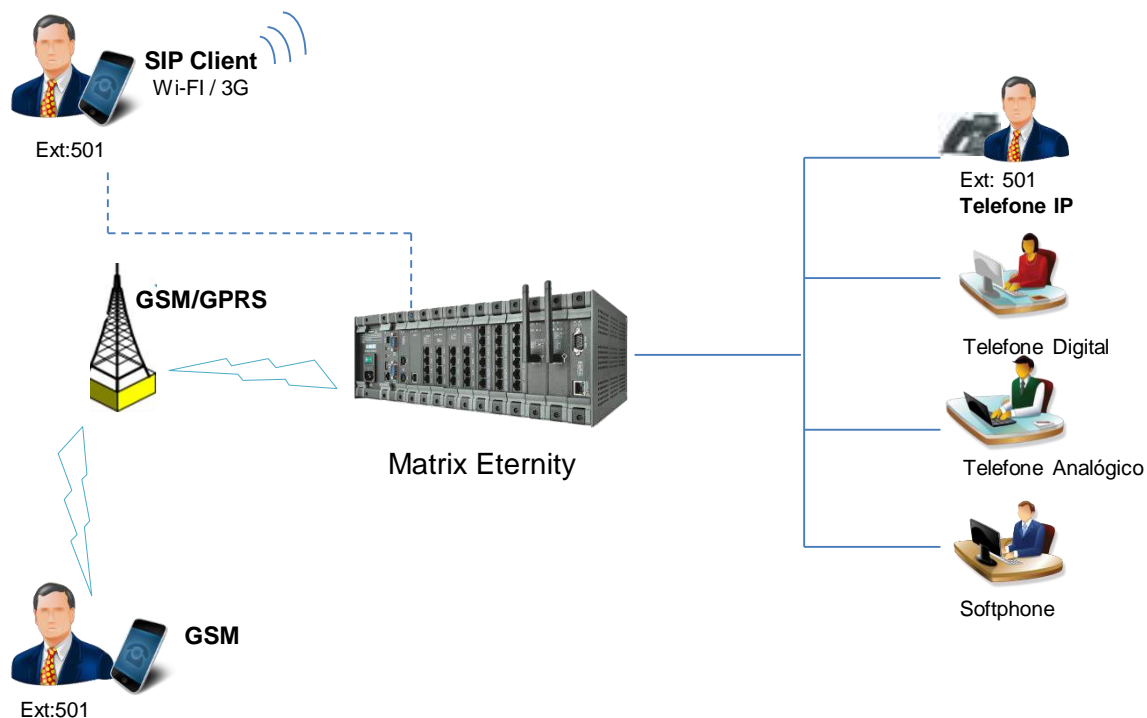 SIP Client
Wi-FI / 3G
Ext:501
GSM/GPRS
Matrix Eternity
GSM
Ext:501
Ext: 501
Telefone IP
Telefone Digital
Telefone Analógico
Softphone